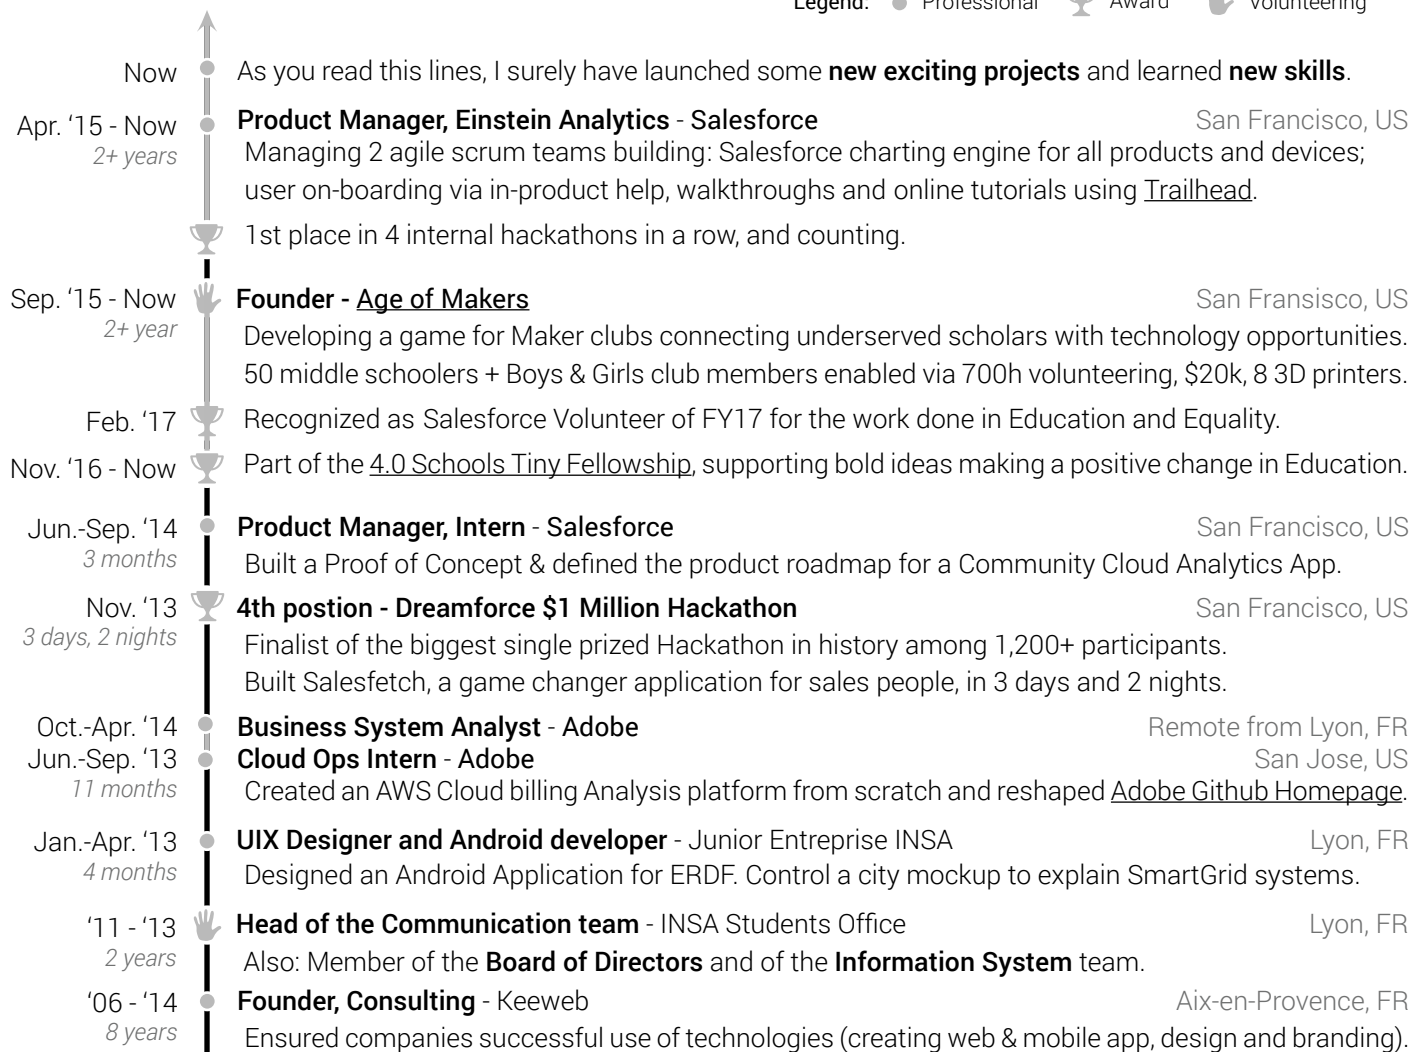 Legend: Professional Award Volunteering
Now As you read this lines, I surely have launched some new exciting projects and learned new skills.
Apr. ‘15 - Now Product Manager, Einstein Analytics - Salesforce San Francisco, US
2+ years Managing 2 agile scrum teams building: Salesforce charting engine for all products and devices;
user on-boarding via in-product help, walkthroughs and online tutorials using Trailhead.
1st place in 4 internal hackathons in a row, and counting.
Sep. ‘15 - Now Founder - Age of Makers San Fransisco, US
2+ year Developing a game for Maker clubs connecting underserved scholars with technology opportunities.
50 middle schoolers + Boys & Girls club members enabled via 700h volunteering, $20k, 8 3D printers.
Feb. ‘17 Recognized as Salesforce Volunteer of FY17 for the work done in Education and Equality.
Nov. ‘16 - Now Part of the 4.0 Schools Tiny Fellowship, supporting bold ideas making a positive change in Education.
Jun.-Sep. ‘14 Product Manager, Intern - Salesforce San Francisco, US
3 months Built a Proof of Concept & defined the product roadmap for a Community Cloud Analytics App.
Nov. ‘13 4th postion - Dreamforce $1 Million Hackathon San Francisco, US
3 days, 2 nights Finalist of the biggest single prized Hackathon in history among 1,200+ participants.
Built Salesfetch, a game changer application for sales people, in 3 days and 2 nights.
Oct.-Apr. ‘14 Business System Analyst - Adobe Remote from Lyon, FR
Jun.-Sep. ‘13 Cloud Ops Intern - Adobe San Jose, US
11 months Created an AWS Cloud billing Analysis platform from scratch and reshaped Adobe Github Homepage.
Jan.-Apr. ‘13 UIX Designer and Android developer - Junior Entreprise INSA Lyon, FR
4 months Designed an Android Application for ERDF. Control a city mockup to explain SmartGrid systems.
‘11 - ‘13 Head of the Communication team - INSA Students Office Lyon, FR
2 years Also: Member of the Board of Directors and of the Information System team.
‘06 - ‘14 Founder, Consulting - Keeweb Aix-en-Provence, FR
8 years Ensured companies successful use of technologies (creating web & mobile app, design and branding).